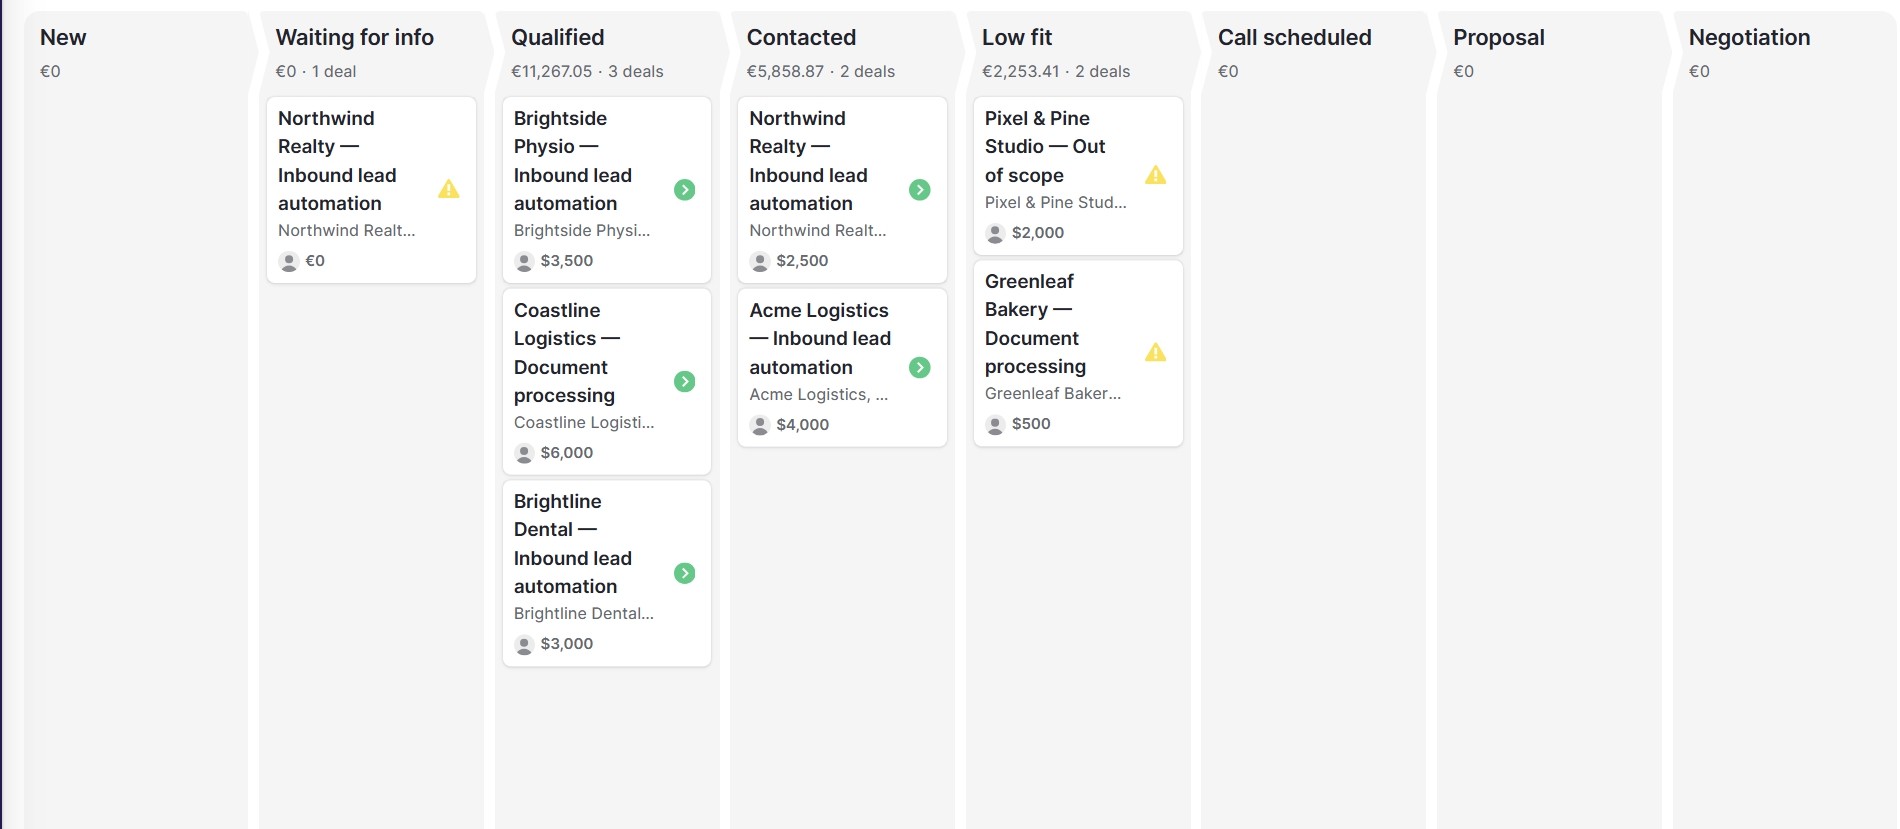 New
€0
Waiting for info
€0 · 1 deal
Northwind
Realty —
Inbound lead
automation
Northwind Realt...
€0
Qualified
€11,267.05 · 3 deals
Brightside
Physio —
Inbound lead
automation
Brightside Physi...
$3,500
Coastline
Logistics —
Document
processing
Coastline Logisti...
$6,000
Brightline
Dental —
Inbound lead
automation
Brightline Dental...
$3,000
Contacted
€5,858.87 · 2 deals
Northwind
Realty —
Inbound lead
automation
Northwind Realt...
$2,500
Acme Logistics
— Inbound lead
automation
Acme Logistics, ...
$4,000
Low fit
€2,253.41 · 2 deals
Pixel & Pine
Studio — Out
of scope
Pixel & Pine Stud...
$2,000
Greenleaf
Bakery —
Document
processing
Greenleaf Baker...
$500
Call scheduled
€0
Proposal
€0
Negotiation
€0